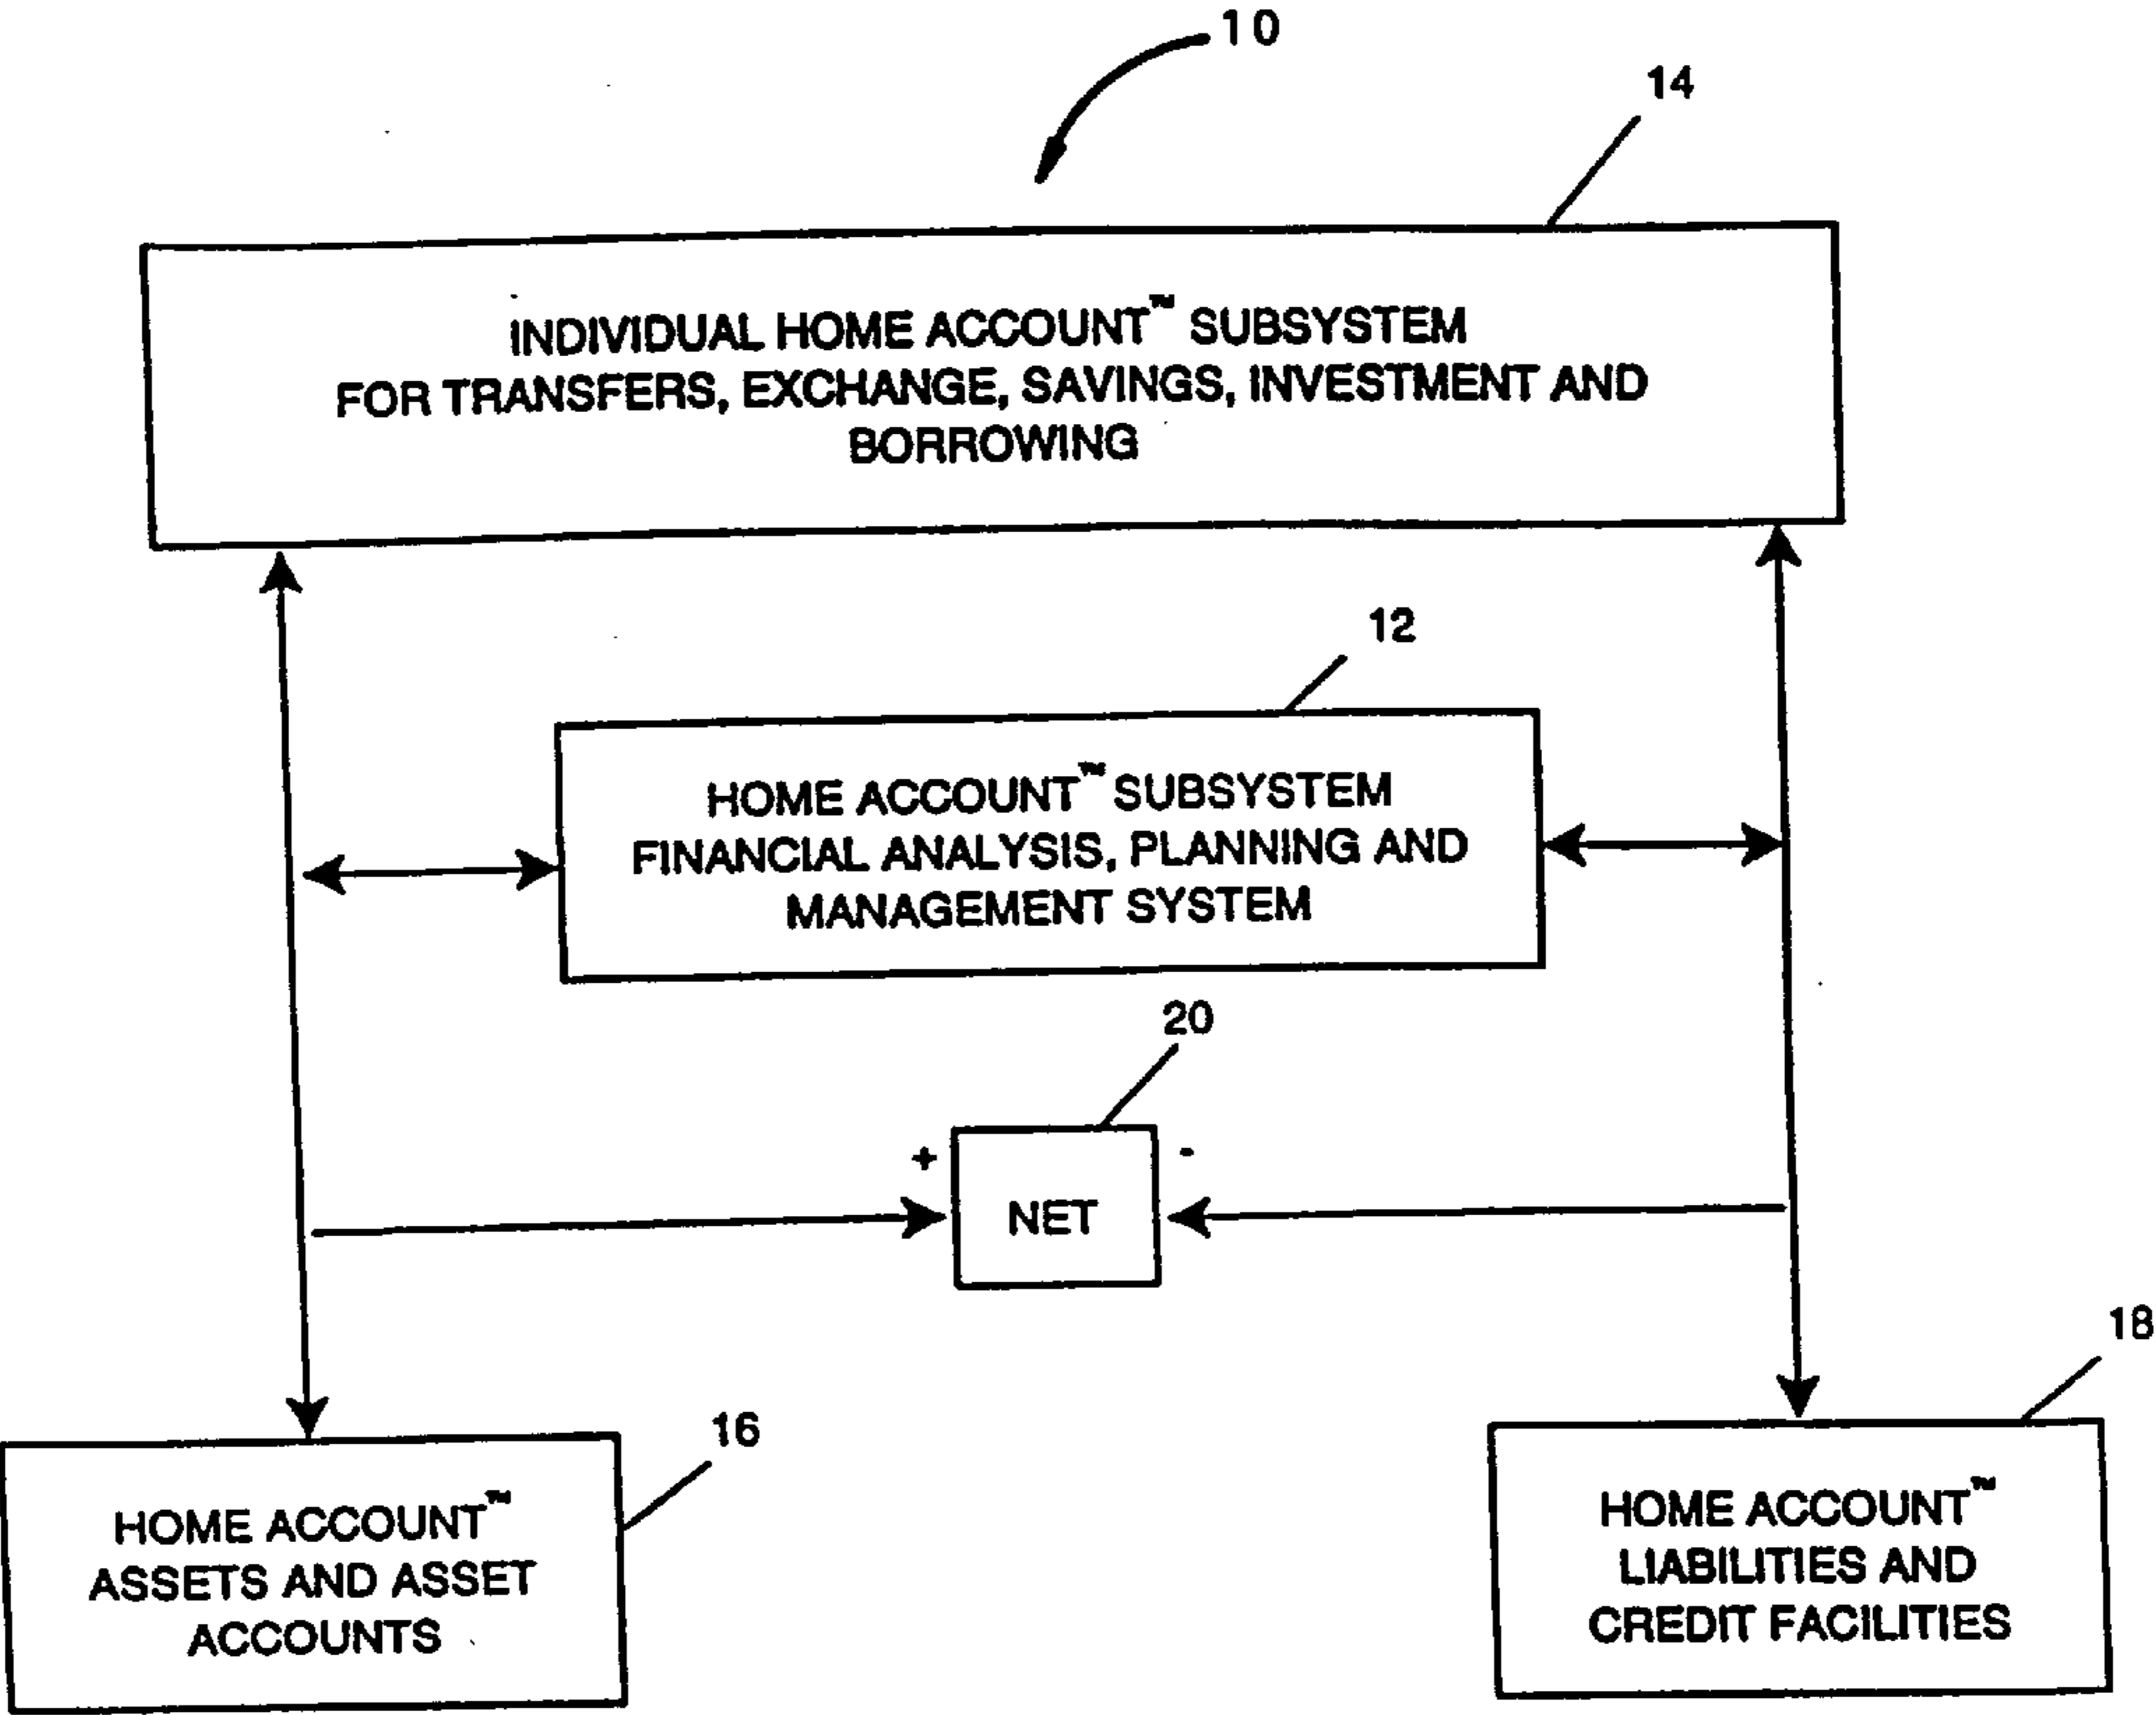 10
14
INDIVIDUAL HOME ACCOUNT™ SUBSYSTEM
FOR TRANSFERS, EXCHANGE, SAVINGS, INVESTMENT AND
BORROWING
12
HOME ACCOUNT™ SUBSYSTEM
FINANCIAL ANALYSIS, PLANNING AND
MANAGEMENT SYSTEM
20
+ -
NET
18
16
HOME ACCOUNT™
ASSETS AND ASSET
ACCOUNTS
HOME ACCOUNT™
LIABILITIES AND
CREDIT FACILITIES